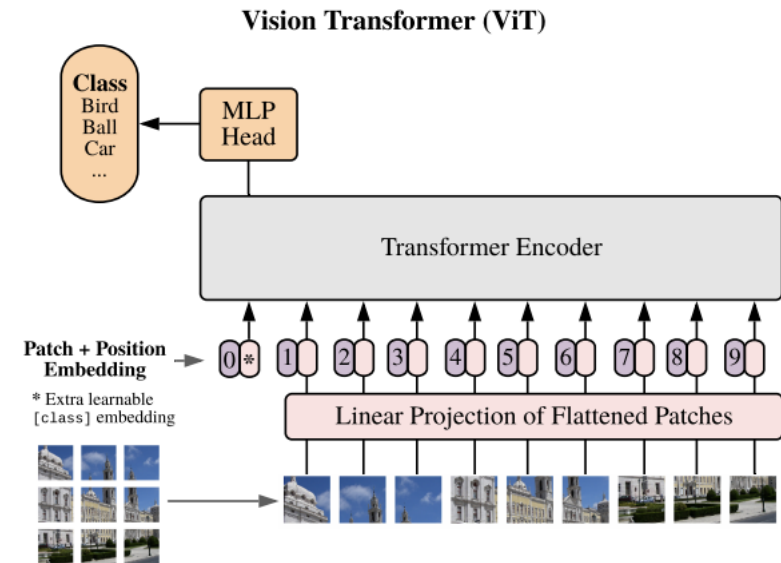 Vision Transformer (ViT)
Class
Bird
Ball
Car
...
MLP
Head
Transformer Encoder
Patch + Position
Embedding
0 * 1 2 3 4 5 6 7 8 9
* Extra learnable
[class] embedding
Linear Projection of Flattened Patches